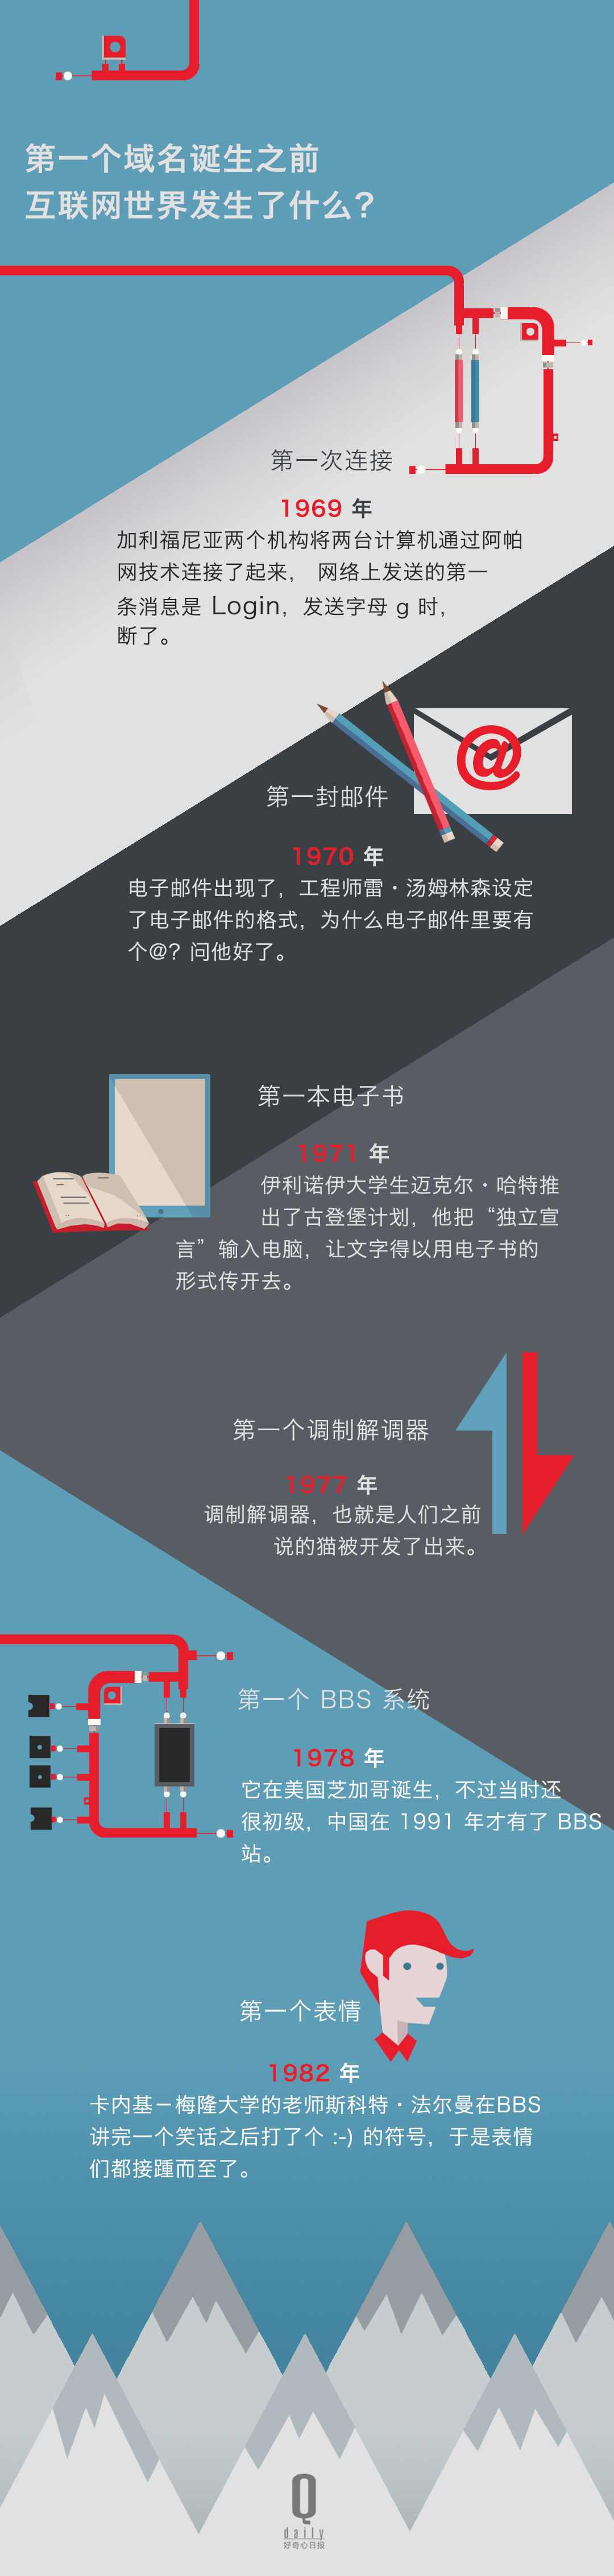 第一个域名诞生之前
互联网世界发生了什么?
第一次连接
1969 年
加利福尼亚两个机构将两台计算机通过阿帕
网技术连接了起来， 网络上发送的第一
条消息是 Login，发送字母 g 时，
断了。
@
第一封邮件
1970 年
电子邮件出现了，工程师雷·汤姆林森设定
了电子邮件的格式，为什么电子邮件里要有
个@? 问他好了。
第一本电子书
1971 年
伊利诺伊大学生迈克尔·哈特推
出了古登堡计划，他把“独立宣
言”输入电脑，让文字得以用电子书的
形式传开去。
第一个调制解调器
1977 年
调制解调器，也就是人们之前
说的猫被开发了出来。
第一个 BBS 系统
1978 年
它在美国芝加哥诞生，不过当时还
很初级，中国在 1991 年才有了 BBS
站。
第一个表情
1982 年
卡内基－梅隆大学的老师斯科特·法尔曼在BBS
讲完一个笑话之后打了个 :-) 的符号，于是表情
们都接踵而至了。
Q
daily
好奇心日报